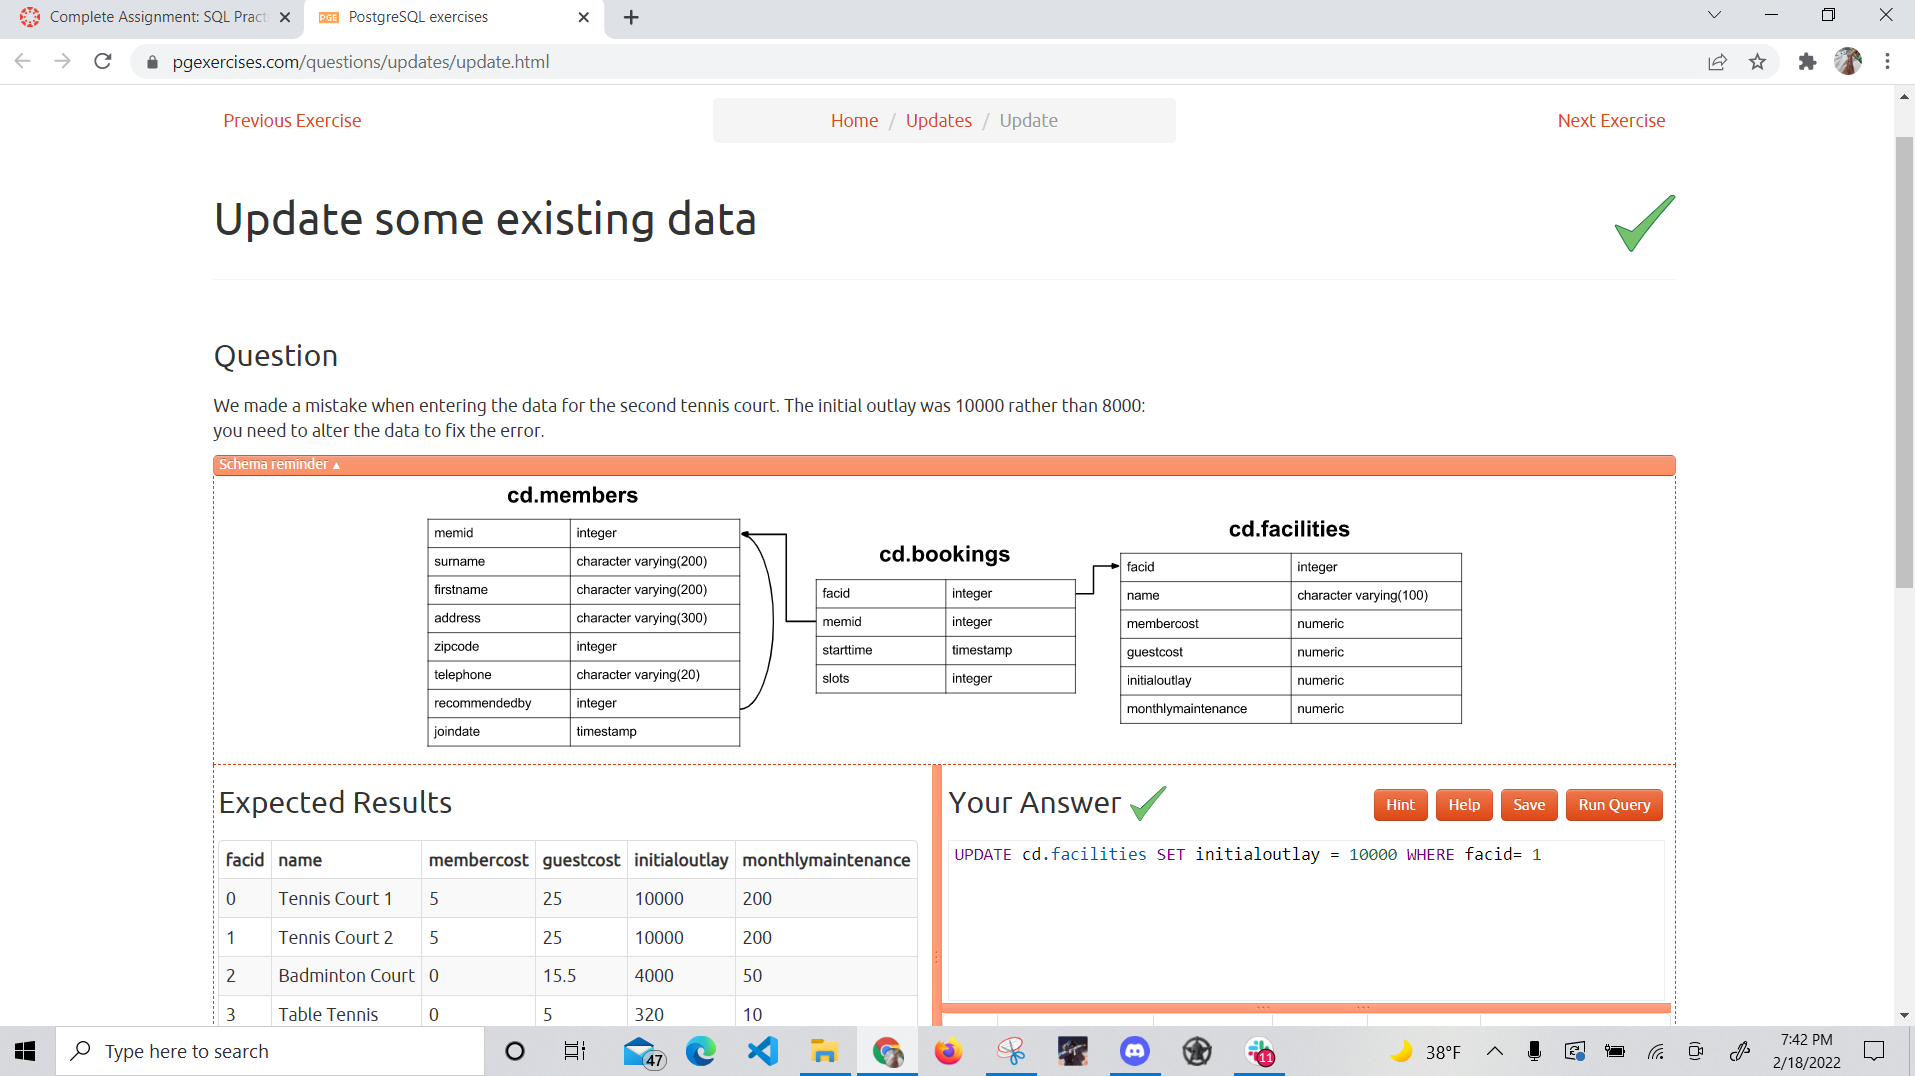 Complete Assignment: SQL Pract
PGE PostgreSQL exercises
pgexercises.com/questions/updates/update.html
Previous Exercise
Home / Updates / Update
Next Exercise
Update some existing data
Question
We made a mistake when entering the data for the second tennis court. The initial outlay was 10000 rather than 8000:
you need to alter the data to fix the error.
Schema reminder ▴
cd.members
memid integer
surname character varying(200)
firstname character varying(200)
address character varying(300)
zipcode integer
telephone character varying(20)
recommendedby integer
joindate timestamp
cd.bookings
facid integer
memid integer
starttime timestamp
slots integer
cd.facilities
facid integer
name character varying(100)
membercost numeric
guestcost numeric
initialoutlay numeric
monthlymaintenance numeric
Expected Results
facid name membercost guestcost initialoutlay monthlymaintenance
0 Tennis Court 1 5 25 10000 200
1 Tennis Court 2 5 25 10000 200
2 Badminton Court 0 15.5 4000 50
3 Table Tennis 0 5 320 10
Your Answer
Hint Help Save Run Query
UPDATE cd.facilities SET initialoutlay = 10000 WHERE facid= 1
Type here to search
47
11
38°F
7:42 PM
2/18/2022